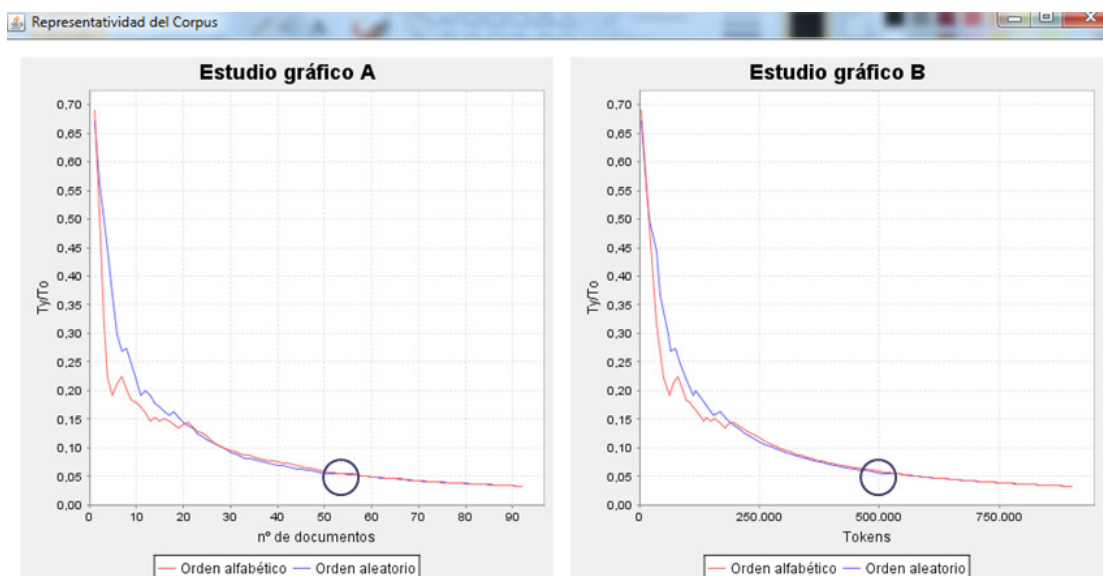 Representatividad del Corpus
Estudio gráfico A
Ty/To
0,70
0,65
0,60
0,55
0,50
0,45
0,40
0,35
0,30
0,25
0,20
0,15
0,10
0,05
0,00
0 10 20 30 40 50 60 70 80 90
nº de documentos
Orden alfabético Orden aleatorio
Estudio gráfico B
Ty/To
0,70
0,65
0,60
0,55
0,50
0,45
0,40
0,35
0,30
0,25
0,20
0,15
0,10
0,05
0,00
0 250.000 500.000 750.000
Tokens
Orden alfabético Orden aleatorio